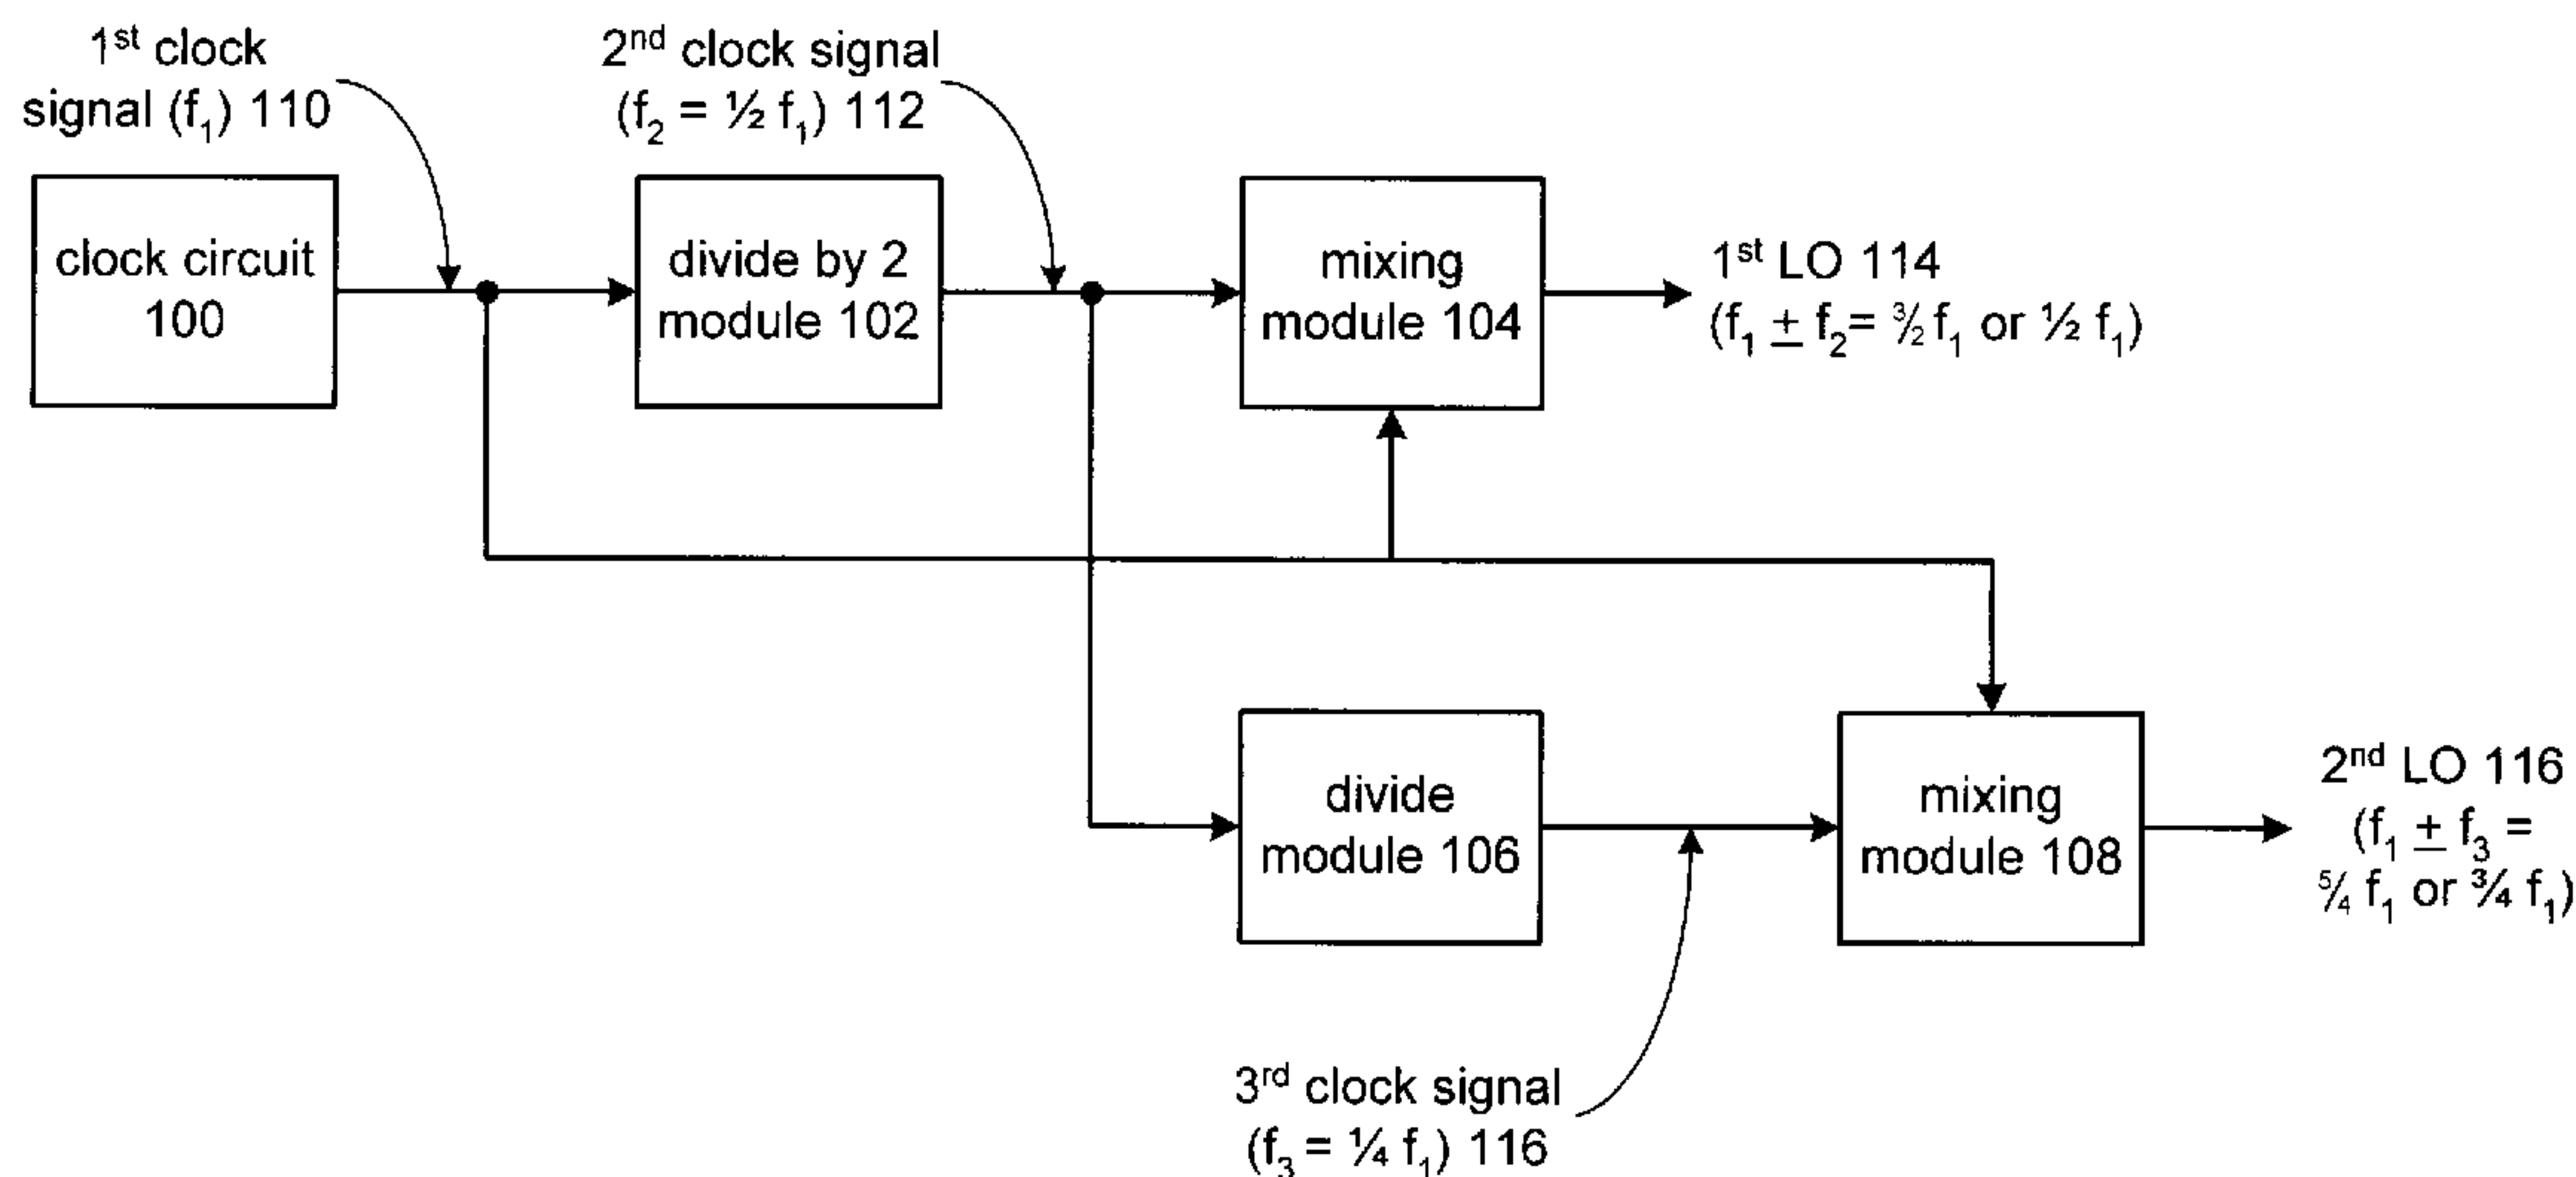 1st clock
signal (f1) 110
2nd clock signal
(f2 = ½ f1) 112
clock circuit
100
divide by 2
module 102
mixing
module 104
1st LO 114
(f1 ± f2= 3⁄2 f1 or ½ f1)
divide
module 106
mixing
module 108
2nd LO 116
(f1 ± f3 =
5⁄4 f1 or ¾ f1)
3rd clock signal
(f3 = ¼ f1) 116